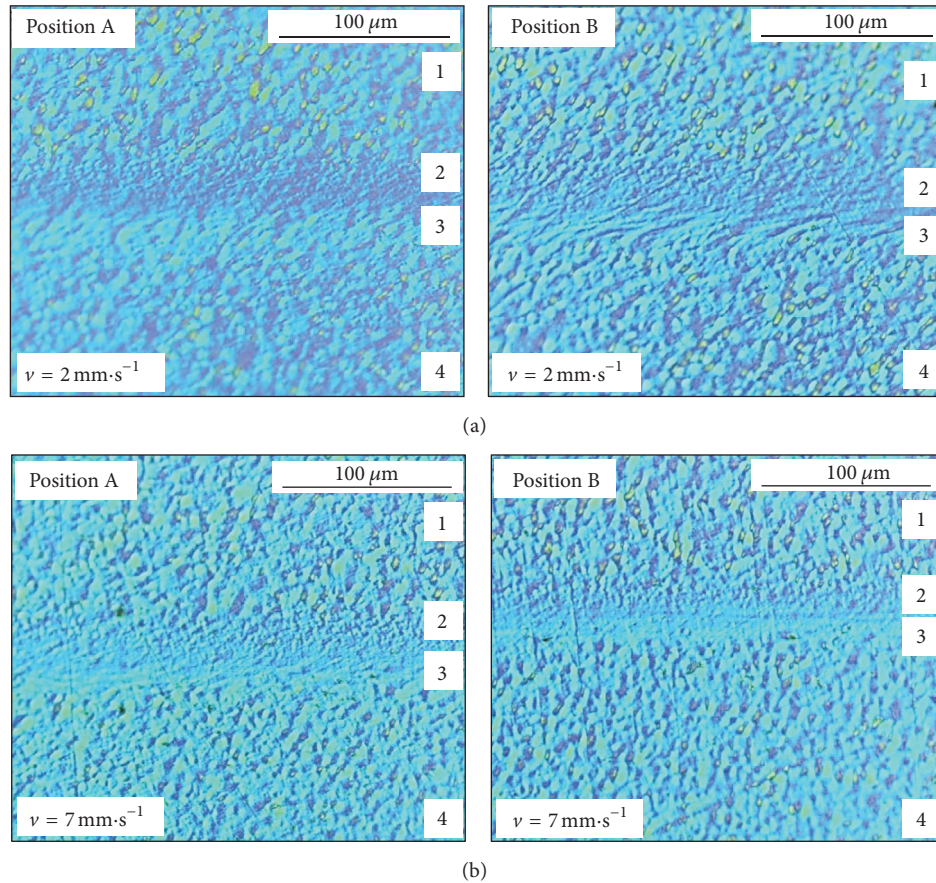 Position A
100 μm
1
2
3
4
ν = 2 mm·s⁻¹
Position B
100 μm
1
2
3
4
ν = 2 mm·s⁻¹
(a)
Position A
100 μm
1
2
3
4
ν = 7 mm·s⁻¹
Position B
100 μm
1
2
3
4
ν = 7 mm·s⁻¹
(b)